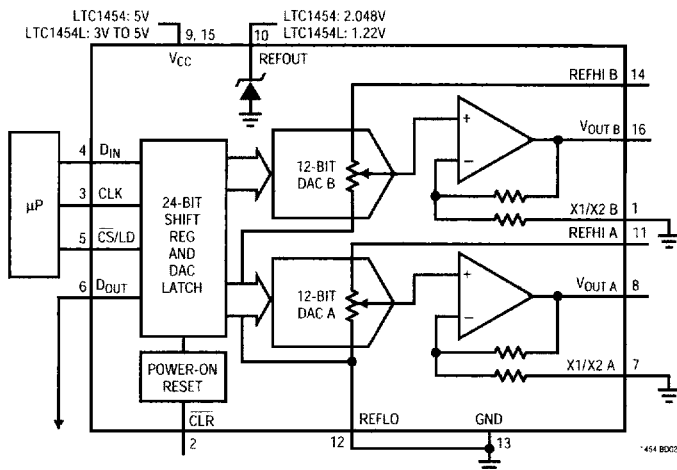 LTC1454: 5V
LTC1454L: 3V TO 5V
LTC1454: 2.048V
LTC1454L: 1.22V
9, 15
10
VCC
REFOUT
REFHI B
14
4
DIN
3
CLK
5
CS/LD
6
DOUT
µP
24-BIT
SHIFT
REG
AND
DAC
LATCH
12-BIT
DAC B
+
−
VOUT B
16
X1/X2 B
1
REFHI A
11
12-BIT
DAC A
+
−
VOUT A
8
X1/X2 A
7
POWER-ON
RESET
CLR
2
REFLO
12
GND
13
1454 BD02